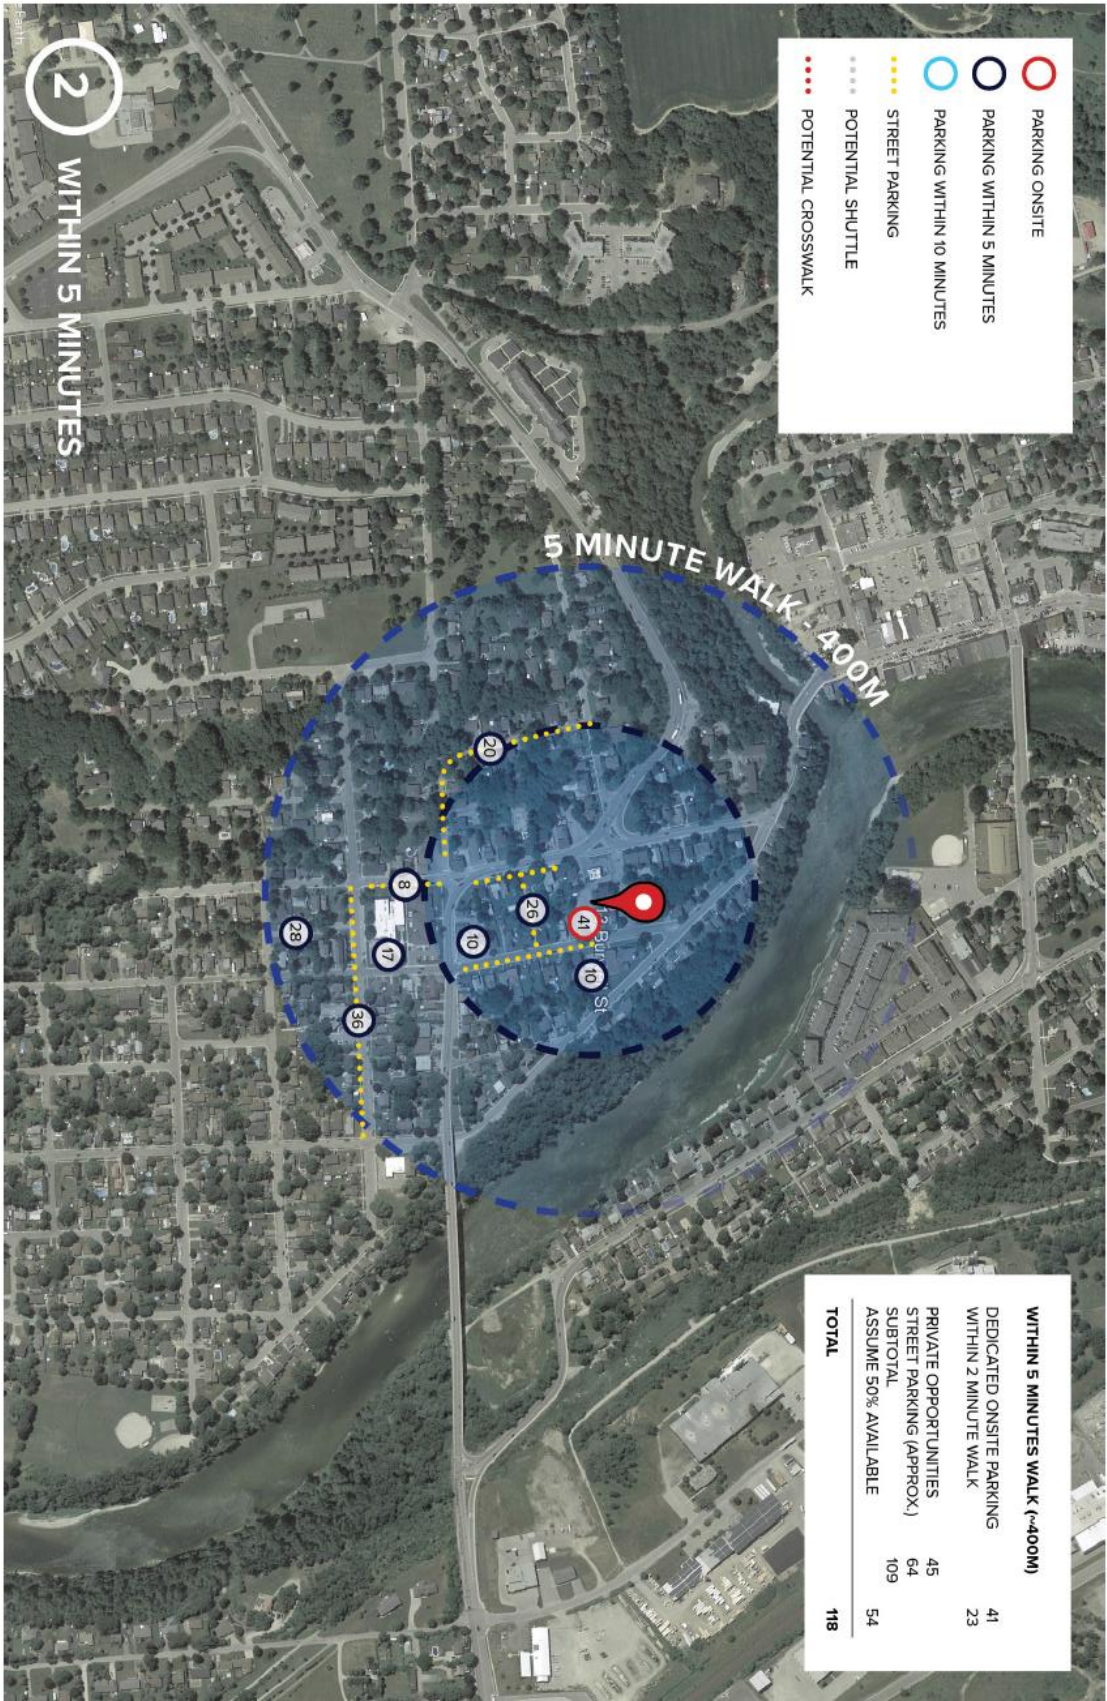 PARKING ONSITE
PARKING WITHIN 5 MINUTES
PARKING WITHIN 10 MINUTES
STREET PARKING
POTENTIAL SHUTTLE
POTENTIAL CROSSWALK
5 MINUTE WALK - 400M
20
8
26
41
10
10
28
17
36
St
WITHIN 5 MINUTES WALK (~400M)
DEDICATED ONSITE PARKING 41
WITHIN 2 MINUTE WALK 23
PRIVATE OPPORTUNITIES 45
STREET PARKING (APPROX.) 64
SUBTOTAL 109
ASSUME 50% AVAILABLE 54
TOTAL 118
2
WITHIN 5 MINUTES
Earth